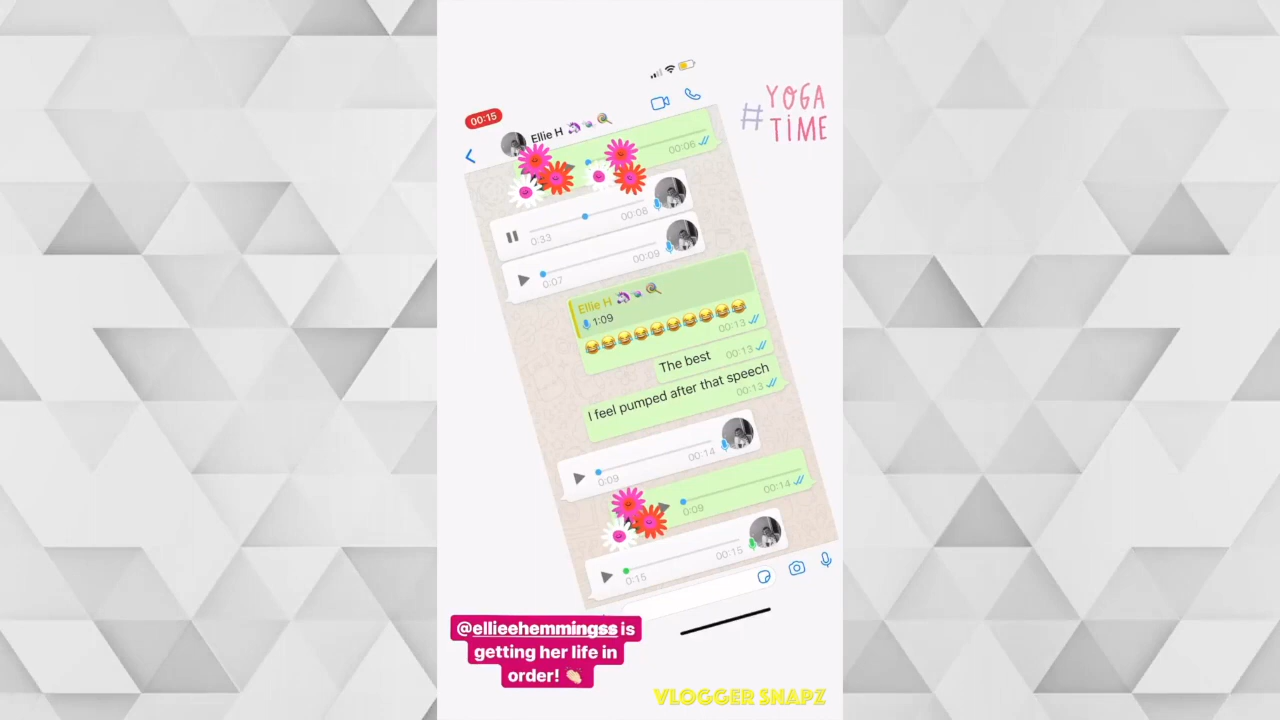 00:15
Ellie H 🦄🍬🍭
# YOGA
TIME
00:06
0:33
00:08
0:07
00:09
Ellie H 🦄🍬🍭
1:09
😂😂😂😂😂😂😂😂😂😂
00:13
The best
00:13
I feel pumped after that speech
00:13
0:09
00:14
0:09
00:14
0:15
00:15
@ellieehemmingss is
getting her life in
order! 👏🏻
VLOGGER SNAPZ